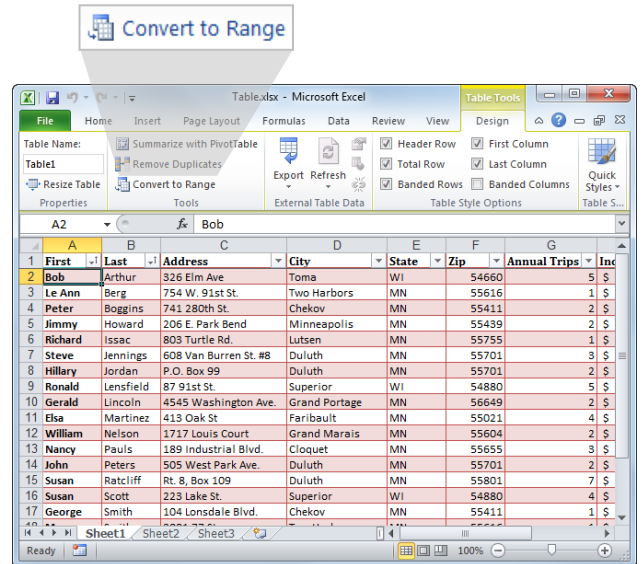 Convert to Range
Table.xlsx - Microsoft Excel
Table Tools
File Home Insert Page Layout Formulas Data Review View Design
Table Name: Summarize with PivotTable Header Row First Column
Table1 Remove Duplicates Export Refresh Total Row Last Column Quick
Resize Table Convert to Range Banded Rows Banded Columns Styles
Properties Tools External Table Data Table Style Options Table S...
A2 fx Bob
A B C D E F G
1 First Last Address City State Zip Annual Trips Inc
2 Bob Arthur 326 Elm Ave Toma WI 54660 5 $
3 Le Ann Berg 754 W. 91st St. Two Harbors MN 55616 1 $
4 Peter Boggins 741 280th St. Chekov MN 55411 2 $
5 Jimmy Howard 206 E. Park Bend Minneapolis MN 55439 2 $
6 Richard Issac 803 Turtle Rd. Lutsen MN 55755 1 $
7 Steve Jennings 608 Van Burren St. #8 Duluth MN 55701 3 $
8 Hillary Jordan P.O. Box 99 Duluth MN 55701 2 $
9 Ronald Lensfield 87 91st St. Superior WI 54880 5 $
10 Gerald Lincoln 4545 Washington Ave. Grand Portage MN 56649 2 $
11 Elsa Martinez 413 Oak St Faribault MN 55021 4 $
12 William Nelson 1717 Louis Court Grand Marais MN 55604 2 $
13 Nancy Pauls 189 Industrial Blvd. Cloquet MN 55655 3 $
14 John Peters 505 West Park Ave. Duluth MN 55701 2 $
15 Susan Ratcliff Rt. 8, Box 109 Duluth MN 55801 7 $
16 Susan Scott 223 Lake St. Superior WI 54880 4 $
17 George Smith 104 Lonsdale Blvd. Chekov MN 55411 1 $
Sheet1 Sheet2 Sheet3
Ready 100%